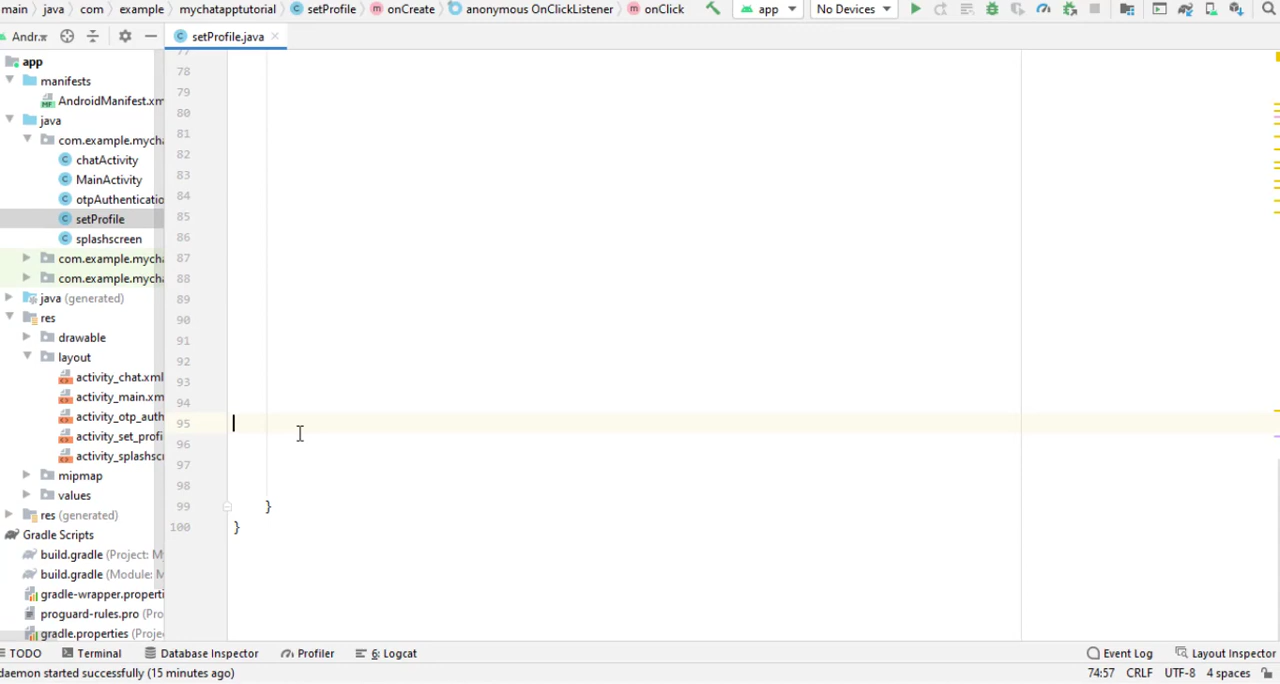 main java com example mychatapptutorial setProfile onCreate anonymous OnClickListener onClick app No Devices
Andr.
setProfile.java
app
manifests
AndroidManifest.xm
java
com.example.mycha
chatActivity
MainActivity
otpAuthenticatio
setProfile
splashscreen
com.example.mycha
com.example.mycha
java (generated)
res
drawable
layout
activity_chat.xml
activity_main.xm
activity_otp_auth
activity_set_profi
activity_splashsc
mipmap
values
res (generated)
Gradle Scripts
build.gradle (Project: M
build.gradle (Module: M
gradle-wrapper.properti
proguard-rules.pro (Pro
gradle.properties (Proje
77
78
79
80
81
82
83
84
85
86
87
88
89
90
91
92
93
94
95
96
97
98
99 }
100 }
TODO Terminal Database Inspector Profiler 6: Logcat Event Log Layout Inspector
daemon started successfully (15 minutes ago) 74:57 CRLF UTF-8 4 spaces